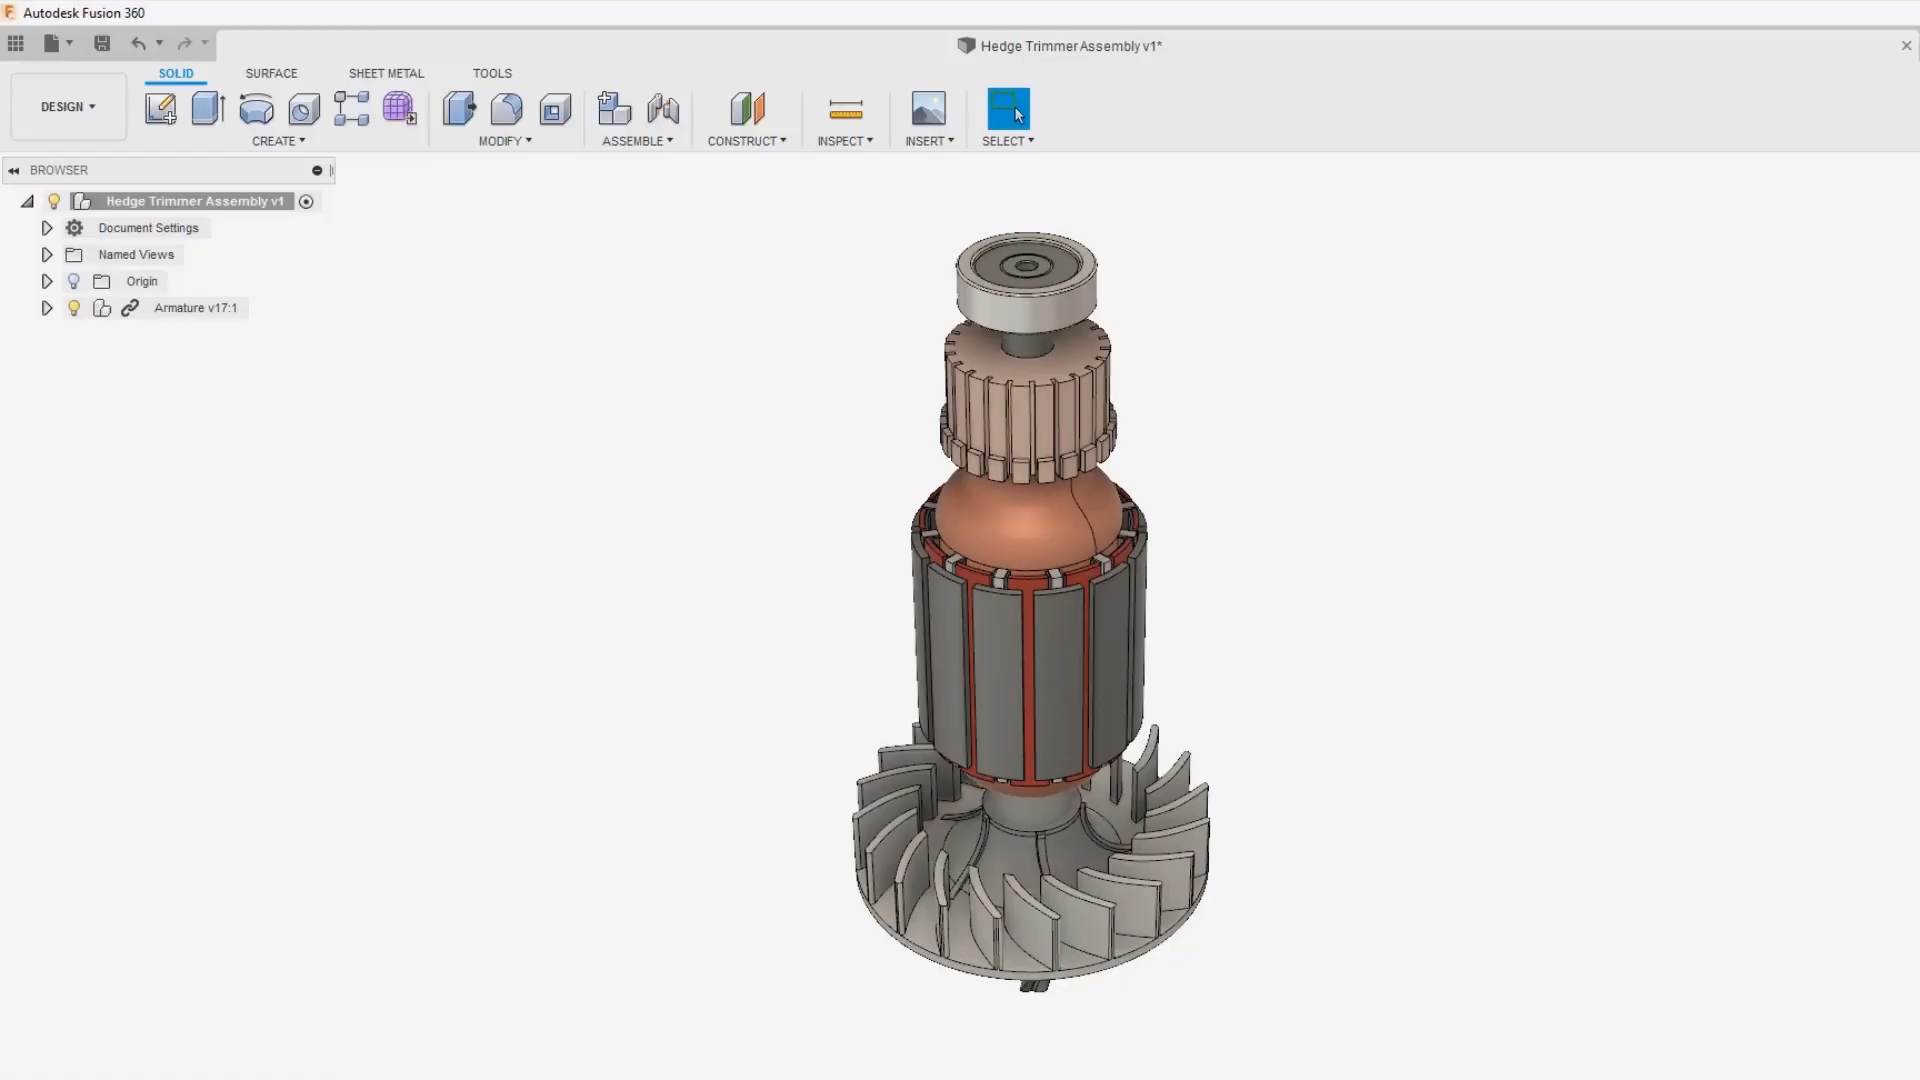 Autodesk Fusion 360
Hedge Trimmer Assembly v1*
SOLID
SURFACE
SHEET METAL
TOOLS
DESIGN
CREATE
MODIFY
ASSEMBLE
CONSTRUCT
INSPECT
INSERT
SELECT
BROWSER
Hedge Trimmer Assembly v1
Document Settings
Named Views
Origin
Armature v17:1